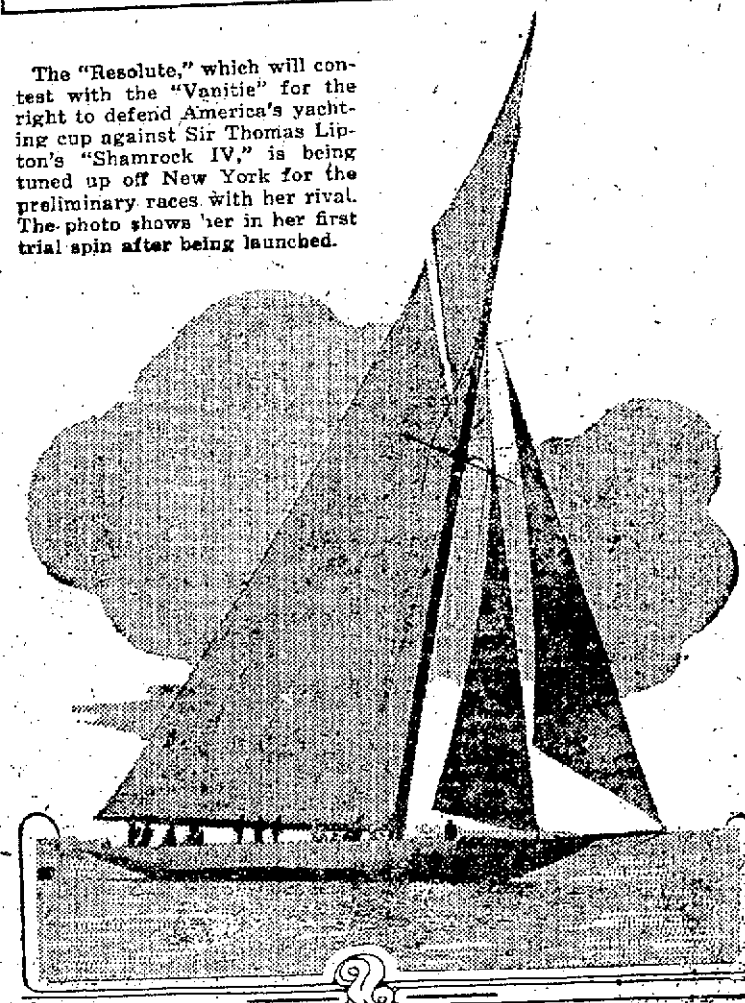 The "Resolute," which will con-
test with the "Vanitie" for the
right to defend America's yacht-
ing cup against Sir Thomas Lip-
ton's "Shamrock IV," is being
tuned up off New York for the
preliminary races with her rival.
The photo shows her in her first
trial spin after being launched.